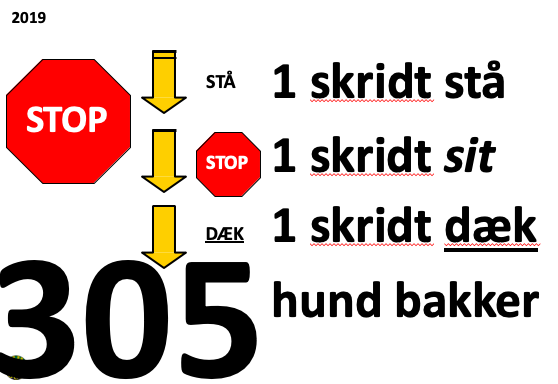 2019
STOP
STÅ
1 skridt stå
STOP
1 skridt sit
DÆK
1 skridt dæk
305
hund bakker